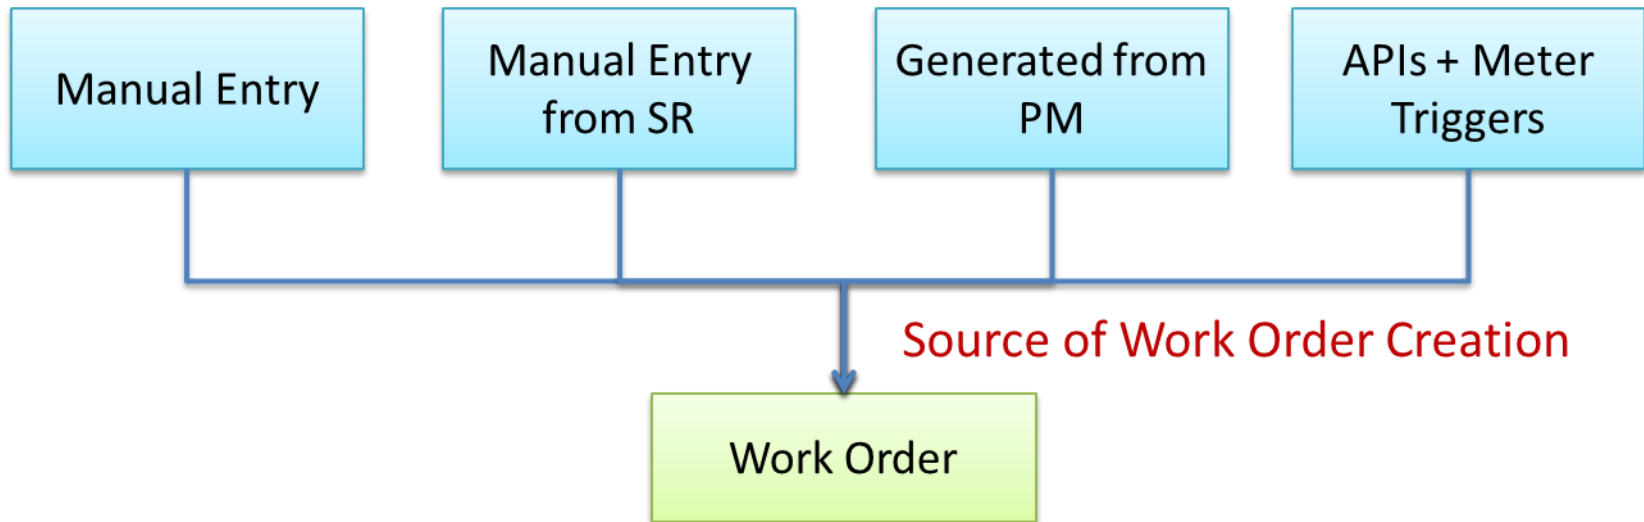 Manual Entry
Manual Entry
from SR
Generated from
PM
APIs + Meter
Triggers
Source of Work Order Creation
Work Order